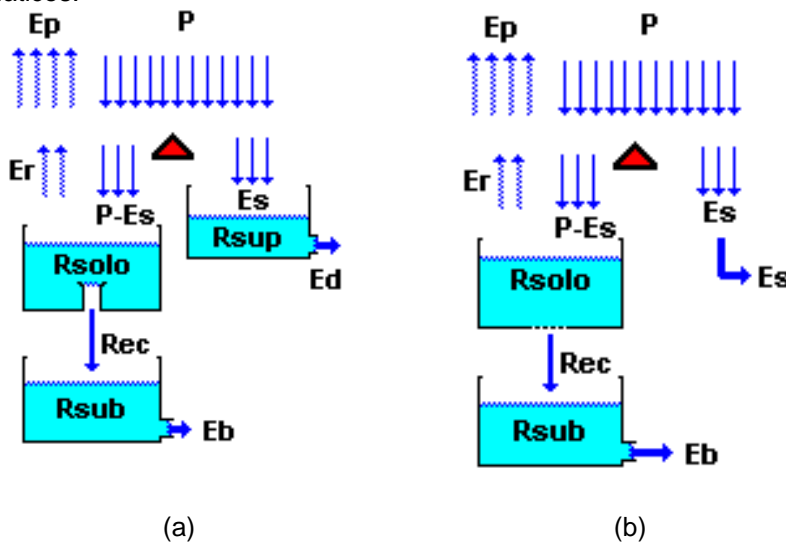 Ep P
Er
P-Es Es
Rsolo Rsup
Ed
Rec
Rsub
Eb
(a)
Ep P
Er
P-Es Es
Rsolo
Es
Rec
Rsub
Eb
(b)